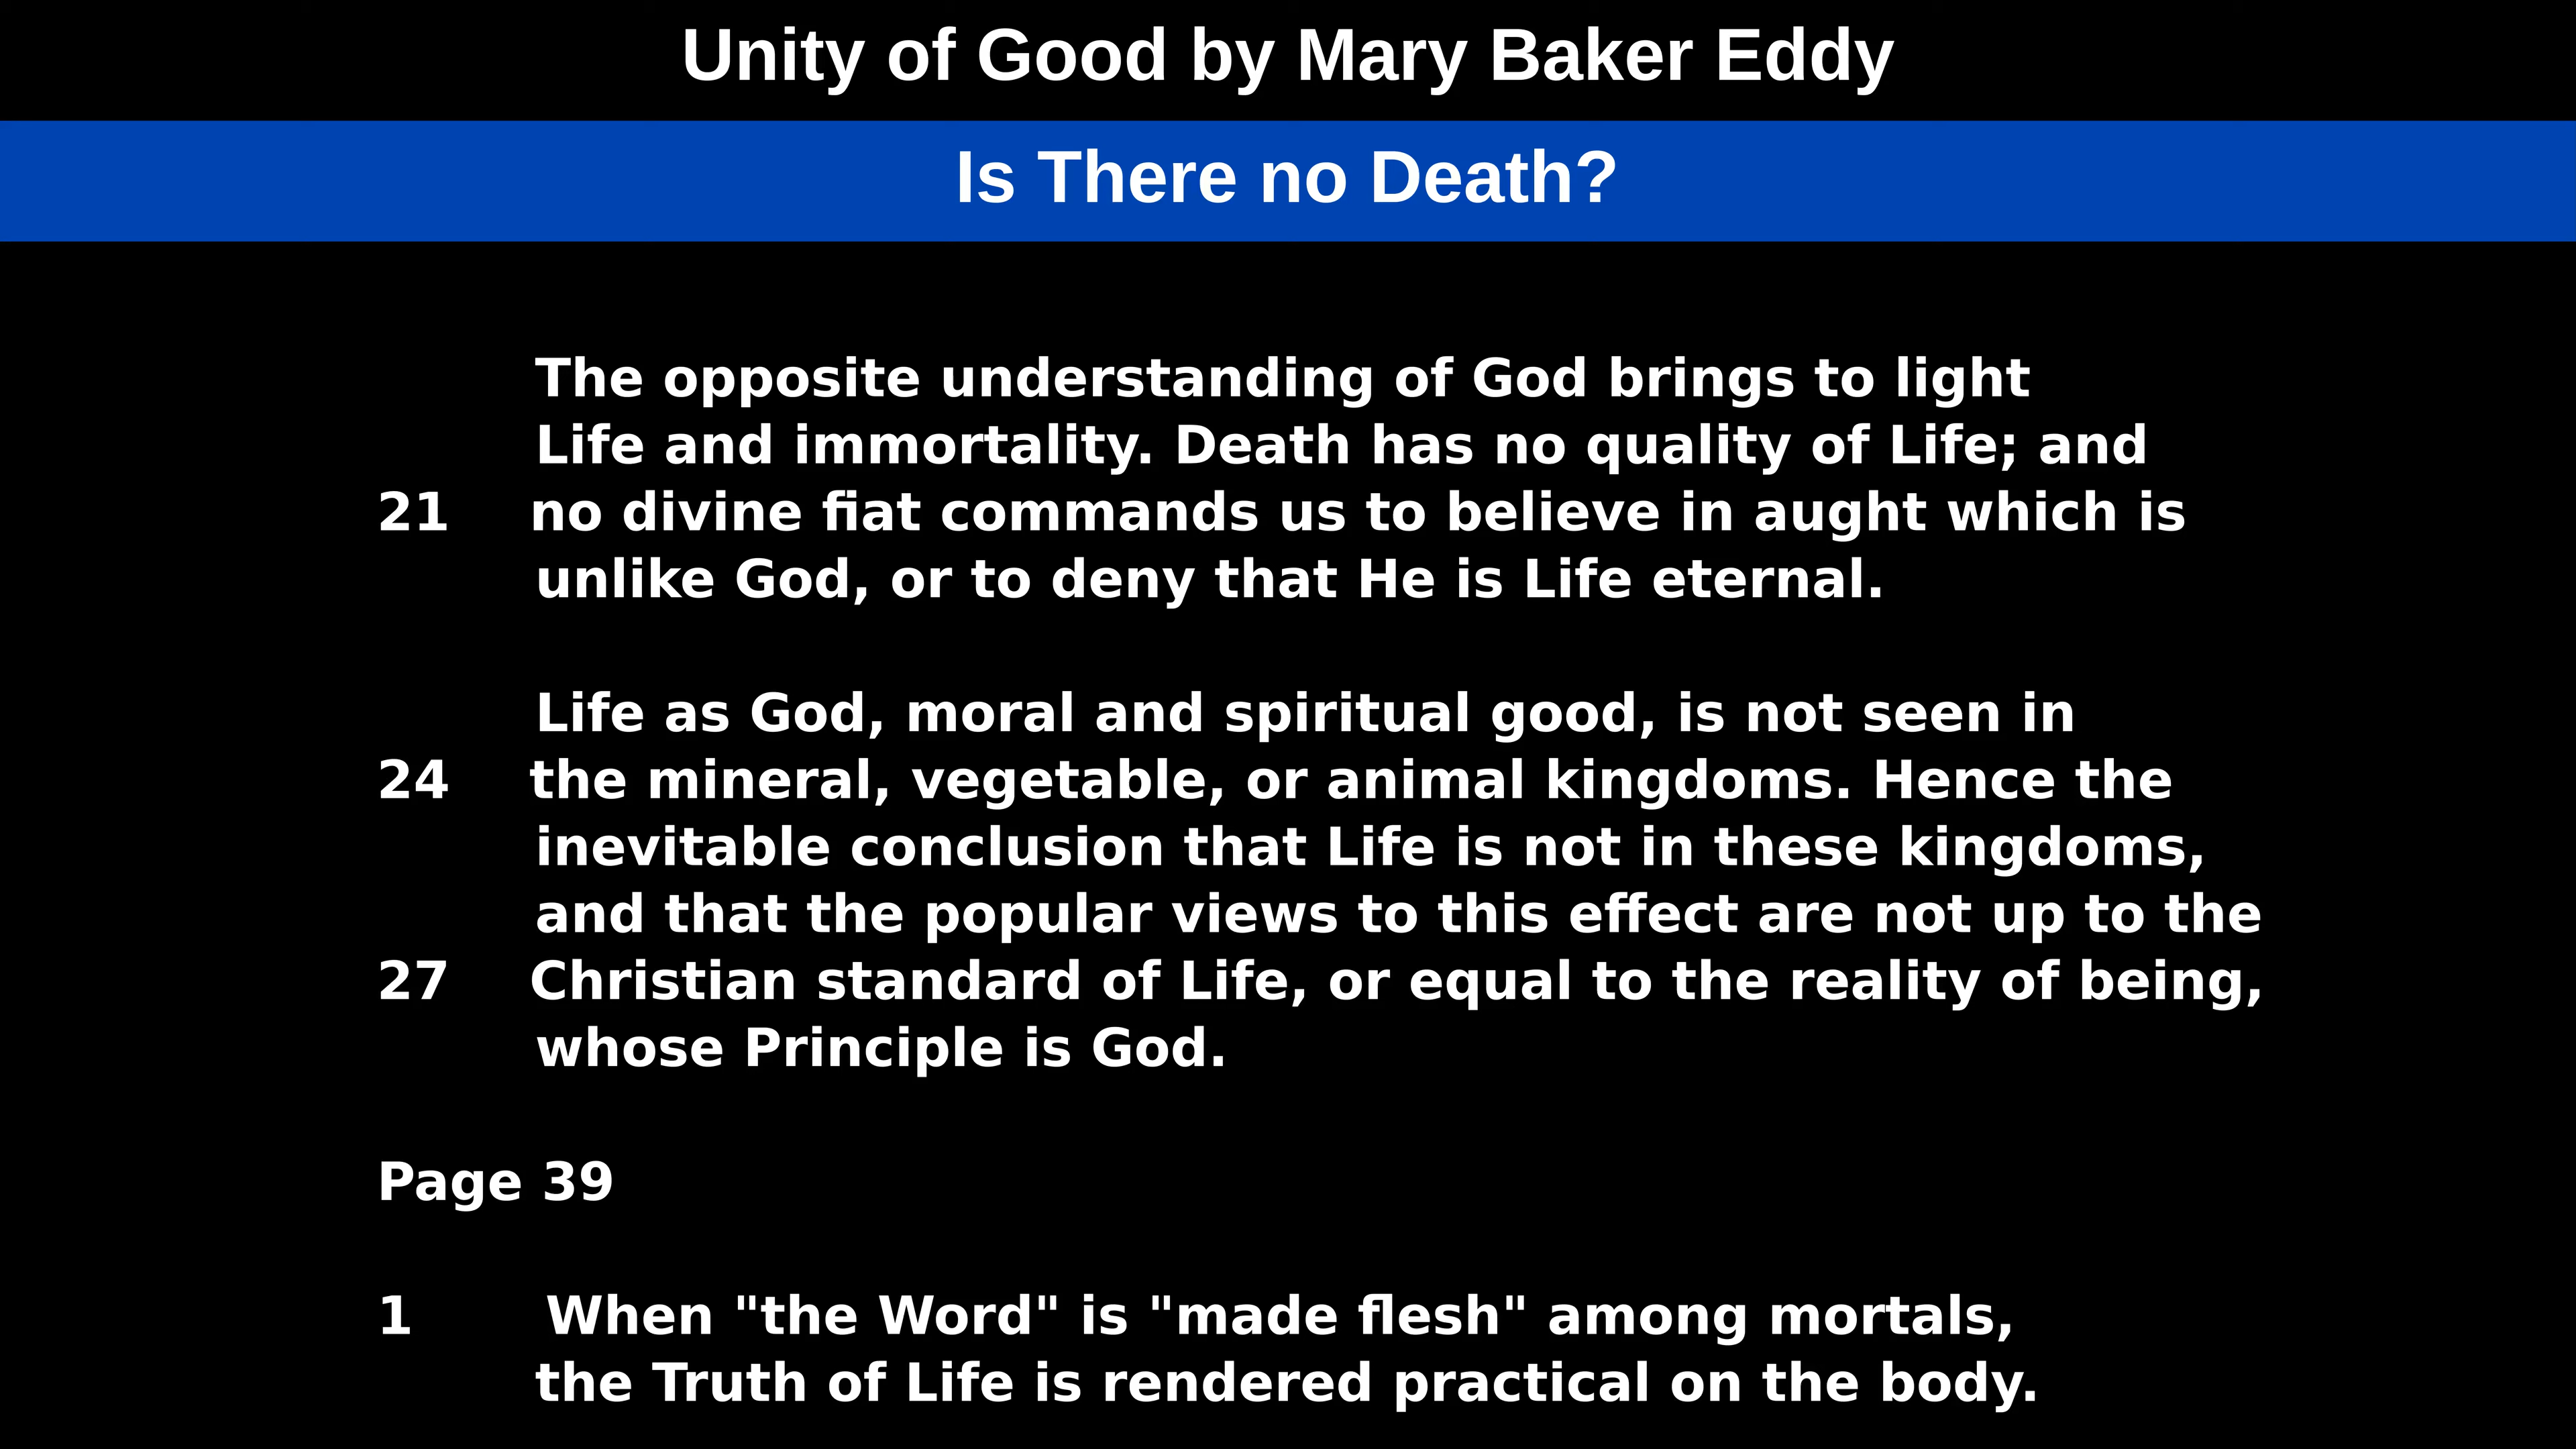 Unity of Good by Mary Baker Eddy
Is There no Death?
The opposite understanding of God brings to light
Life and immortality. Death has no quality of Life; and
21 no divine fiat commands us to believe in aught which is
unlike God, or to deny that He is Life eternal.
Life as God, moral and spiritual good, is not seen in
24 the mineral, vegetable, or animal kingdoms. Hence the
inevitable conclusion that Life is not in these kingdoms,
and that the popular views to this effect are not up to the
27 Christian standard of Life, or equal to the reality of being,
whose Principle is God.
Page 39
1 When "the Word" is "made flesh" among mortals,
the Truth of Life is rendered practical on the body.